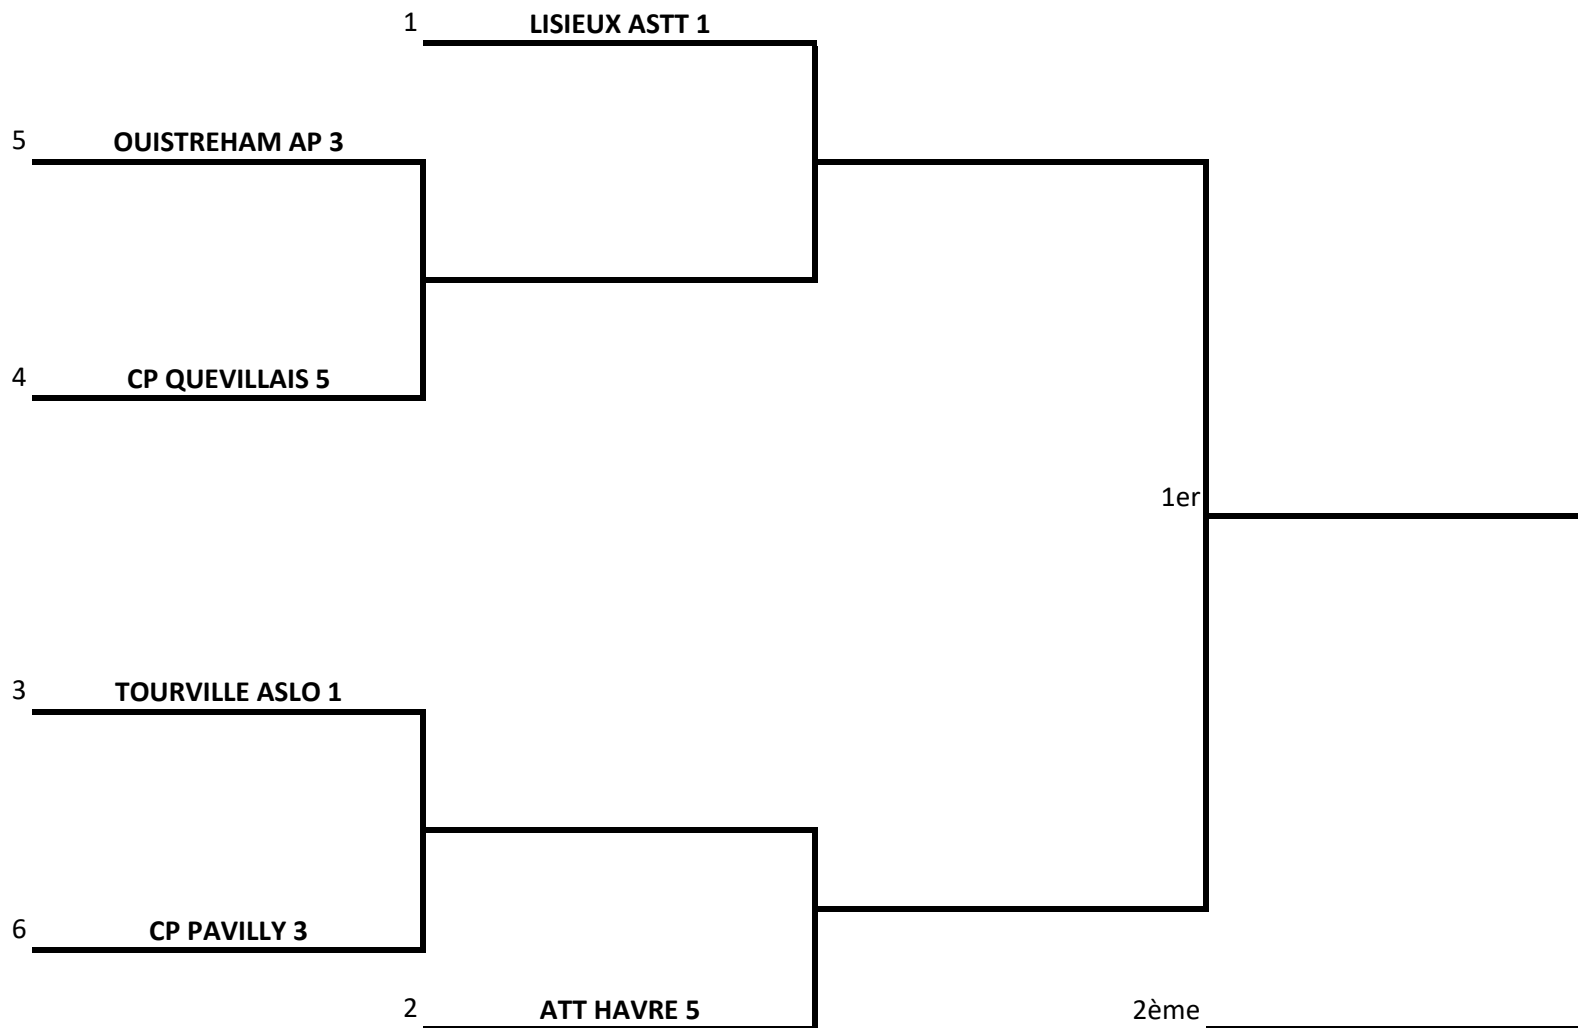 1 LISIEUX ASTT 1
5 OUISTREHAM AP 3
4 CP QUEVILLAIS 5
1er
3 TOURVILLE ASLO 1
6 CP PAVILLY 3
2 ATT HAVRE 5
2ème